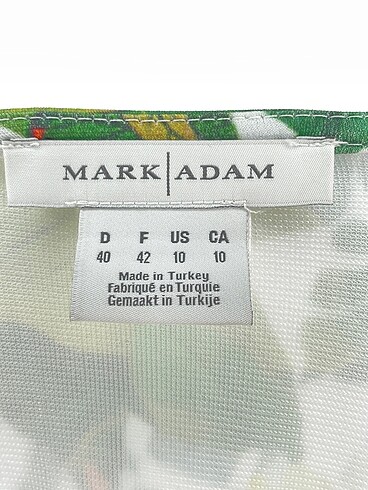 MARK|ADAM
D F US CA
40 42 10 10
Made in Turkey
Fabriqué en Turquie
Gemaakt in Turkije